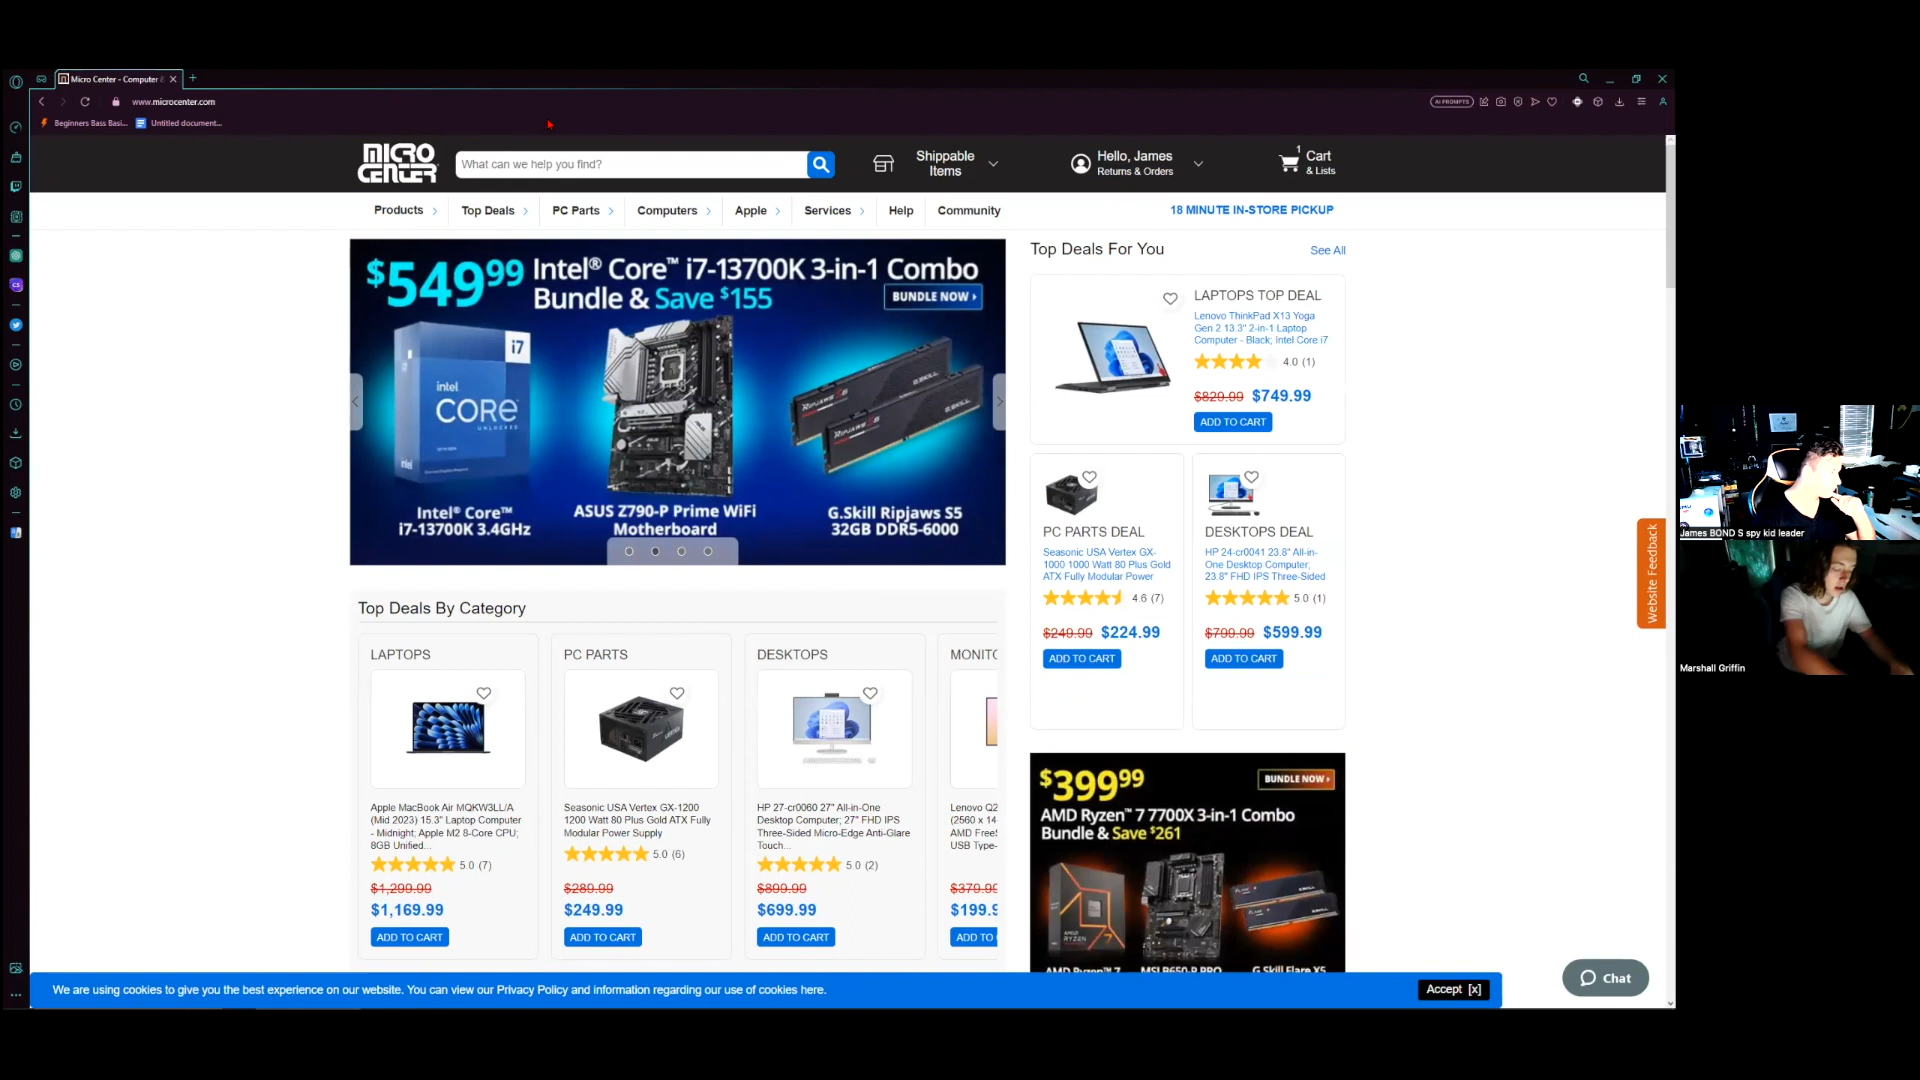 Micro Center - Computer &
www.microcenter.com
AI PROMPTS
Beginners Bass Basi...
Untitled document...
MICRO CENTER
What can we help you find?
Shippable
Items
Hello, James
Returns & Orders
1
Cart
& Lists
Products
Top Deals
PC Parts
Computers
Apple
Services
Help
Community
18 MINUTE IN-STORE PICKUP
$549.99
Intel® Core™ i7-13700K 3-in-1 Combo
Bundle & Save $155
BUNDLE NOW
i7
intel
CORE
UNLOCKED
RIPJAWS S5
G.SKILL
Intel® Core™
i7-13700K 3.4GHz
ASUS Z790-P Prime WiFi
Motherboard
G.Skill Ripjaws S5
32GB DDR5-6000
Top Deals For You
See All
LAPTOPS TOP DEAL
Lenovo ThinkPad X13 Yoga
Gen 2 13.3" 2-in-1 Laptop
Computer - Black; Intel Core i7
4.0 (1)
$829.99 $749.99
ADD TO CART
PC PARTS DEAL
Seasonic USA Vertex GX-
1000 1000 Watt 80 Plus Gold
ATX Fully Modular Power
4.6 (7)
$249.99 $224.99
ADD TO CART
DESKTOPS DEAL
HP 24-cr0041 23.8" All-in-
One Desktop Computer;
23.8" FHD IPS Three-Sided
5.0 (1)
$799.99 $599.99
ADD TO CART
Top Deals By Category
LAPTOPS
Apple MacBook Air MQKW3LL/A
(Mid 2023) 15.3" Laptop Computer
- Midnight; Apple M2 8-Core CPU;
8GB Unified...
5.0 (7)
$1,299.99
$1,169.99
ADD TO CART
PC PARTS
Seasonic USA Vertex GX-1200
1200 Watt 80 Plus Gold ATX Fully
Modular Power Supply
5.0 (6)
$289.99
$249.99
ADD TO CART
DESKTOPS
HP 27-cr0060 27" All-in-One
Desktop Computer; 27" FHD IPS
Three-Sided Micro-Edge Anti-Glare
Touch...
5.0 (2)
$899.99
$699.99
ADD TO CART
MONITO
Lenovo Q2
(2560 x 14
AMD FreeS
USB Type-
$379.99
$199.9
ADD TO
$399.99
BUNDLE NOW
AMD Ryzen™ 7 7700X 3-in-1 Combo
Bundle & Save $261
AMD
RYZEN
AMD Ryzen™ 7
MSI B650-P PRO
G.Skill Flare X5
Website Feedback
James BOND S spy kid leader
Marshall Griffin
We are using cookies to give you the best experience on our website. You can view our Privacy Policy and information regarding our use of cookies here.
Accept [x]
Chat